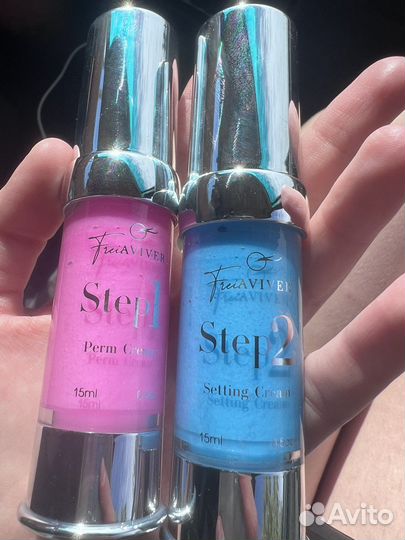 FreiAVIVER
Step1
Perm Cream
15ml
FreiAVIVER
Step2
Setting Cream
15ml
Avito